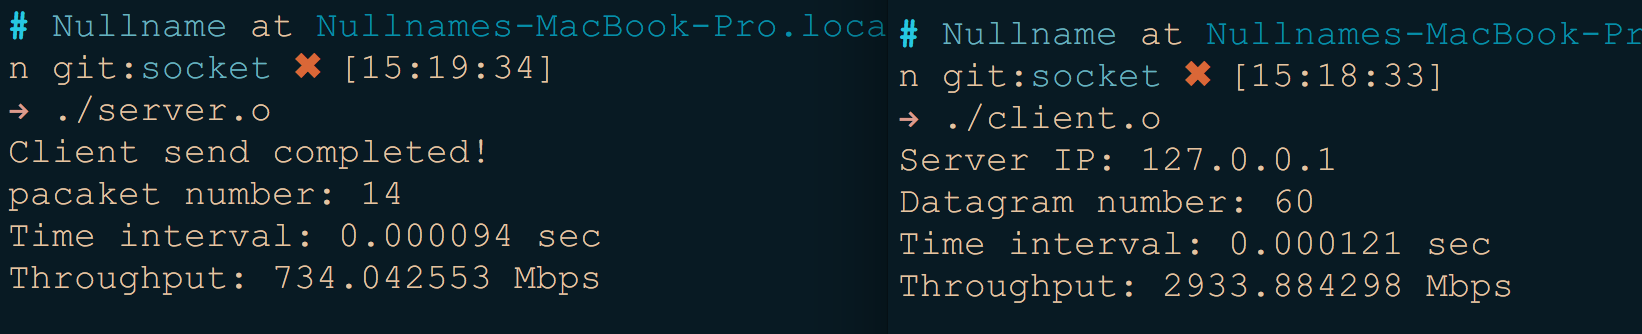 # Nullname at Nullnames-MacBook-Pro.loca
n git:socket ✖ [15:19:34]
→ ./server.o
Client send completed!
pacaket number: 14
Time interval: 0.000094 sec
Throughput: 734.042553 Mbps
# Nullname at Nullnames-MacBook-Pr
n git:socket ✖ [15:18:33]
→ ./client.o
Server IP: 127.0.0.1
Datagram number: 60
Time interval: 0.000121 sec
Throughput: 2933.884298 Mbps